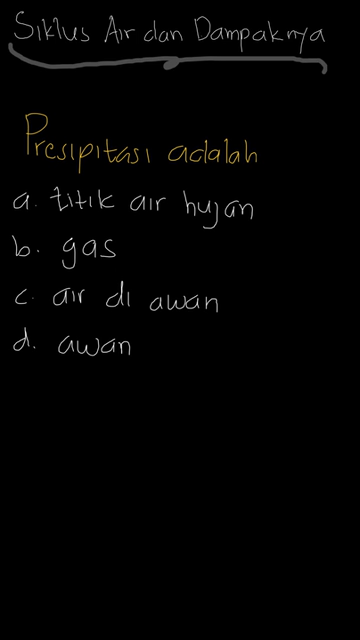 Siklus Air dan Dampaknya
Presipitasi adalah
a. titik air hujan
b. gas
c. air di awan
d. awan